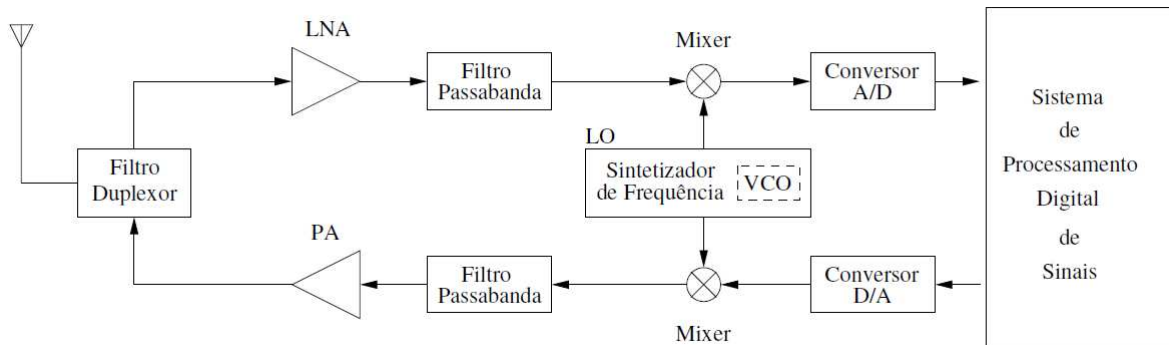 LNA
Filtro
Passabanda
Mixer
Conversor
A/D
LO
Sintetizador
de Frequência
VCO
Filtro
Duplexor
PA
Filtro
Passabanda
Mixer
Conversor
D/A
Sistema
de
Processamento
Digital
de
Sinais